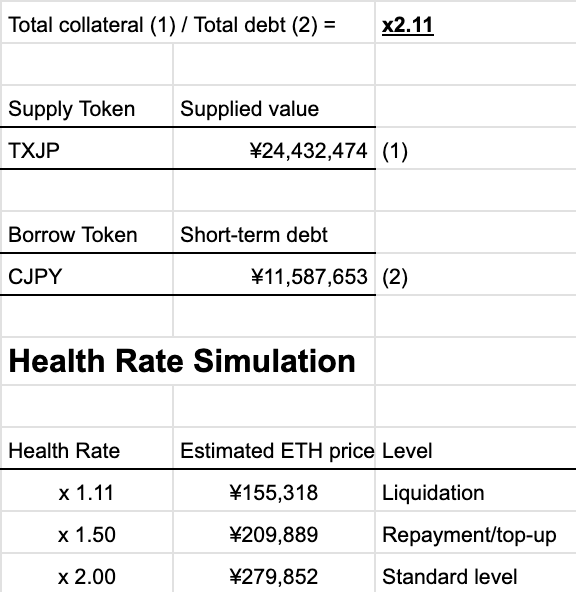 Total collateral (1) / Total debt (2) = x2.11
Supply Token Supplied value
TXJP ¥24,432,474 (1)
Borrow Token Short-term debt
CJPY ¥11,587,653 (2)
Health Rate Simulation
Health Rate Estimated ETH price Level
x 1.11 ¥155,318 Liquidation
x 1.50 ¥209,889 Repayment/top-up
x 2.00 ¥279,852 Standard level